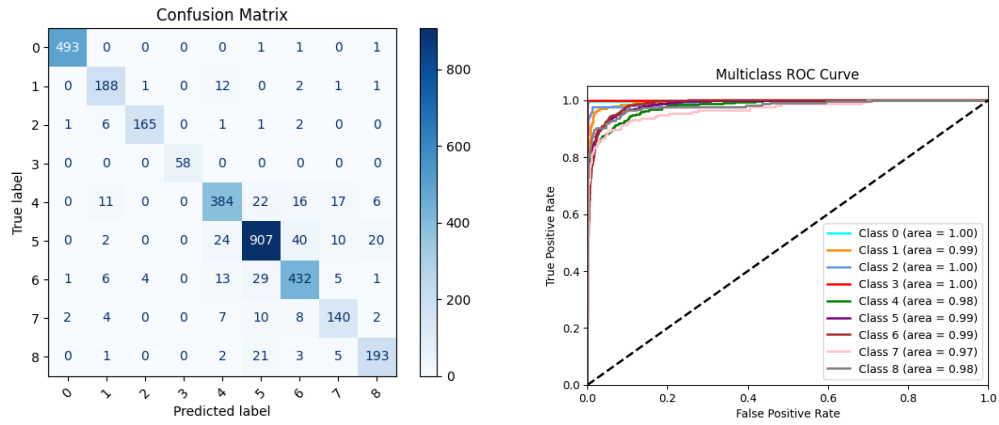 Confusion Matrix
True label
0 493 0 0 0 0 1 1 0 1
1 0 188 1 0 12 0 2 1 1
2 1 6 165 0 1 1 2 0 0
3 0 0 0 58 0 0 0 0 0
4 0 11 0 0 384 22 16 17 6
5 0 2 0 0 24 907 40 10 20
6 1 6 4 0 13 29 432 5 1
7 2 4 0 0 7 10 8 140 2
8 0 1 0 0 2 21 3 5 193
0 1 2 3 4 5 6 7 8
Predicted label
800
600
400
200
0
Multiclass ROC Curve
True Positive Rate
1.0
0.8
0.6
0.4
0.2
0.0
Class 0 (area = 1.00)
Class 1 (area = 0.99)
Class 2 (area = 1.00)
Class 3 (area = 1.00)
Class 4 (area = 0.98)
Class 5 (area = 0.99)
Class 6 (area = 0.99)
Class 7 (area = 0.97)
Class 8 (area = 0.98)
0.0 0.2 0.4 0.6 0.8 1.0
False Positive Rate